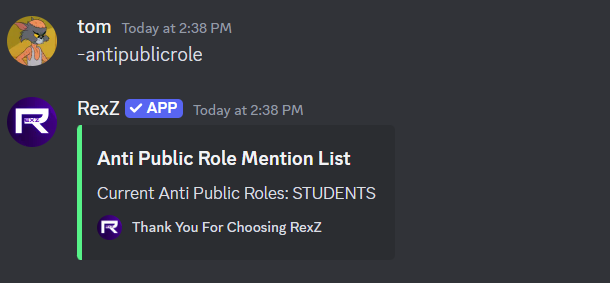 tom Today at 2:38 PM
-antipublicrole
RexZ APP Today at 2:38 PM
Anti Public Role Mention List
Current Anti Public Roles: STUDENTS
Thank You For Choosing RexZ